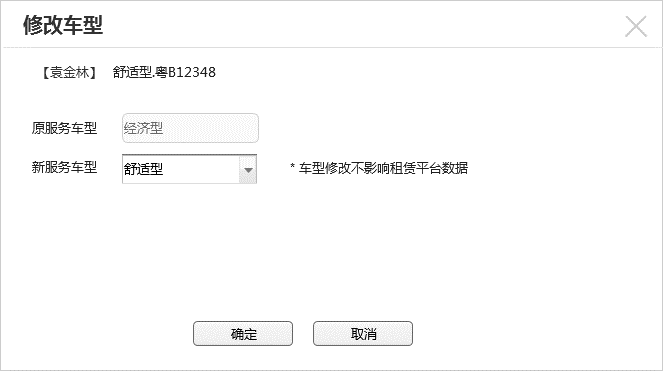 修改车型
【袁金林】 舒适型.粤B12348
原服务车型 经济型
新服务车型 舒适型 * 车型修改不影响租赁平台数据
确定 取消